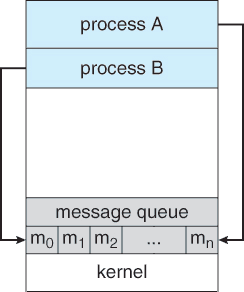 process A
process B
message queue
m₀ m₁ m₂ ... mₙ
kernel